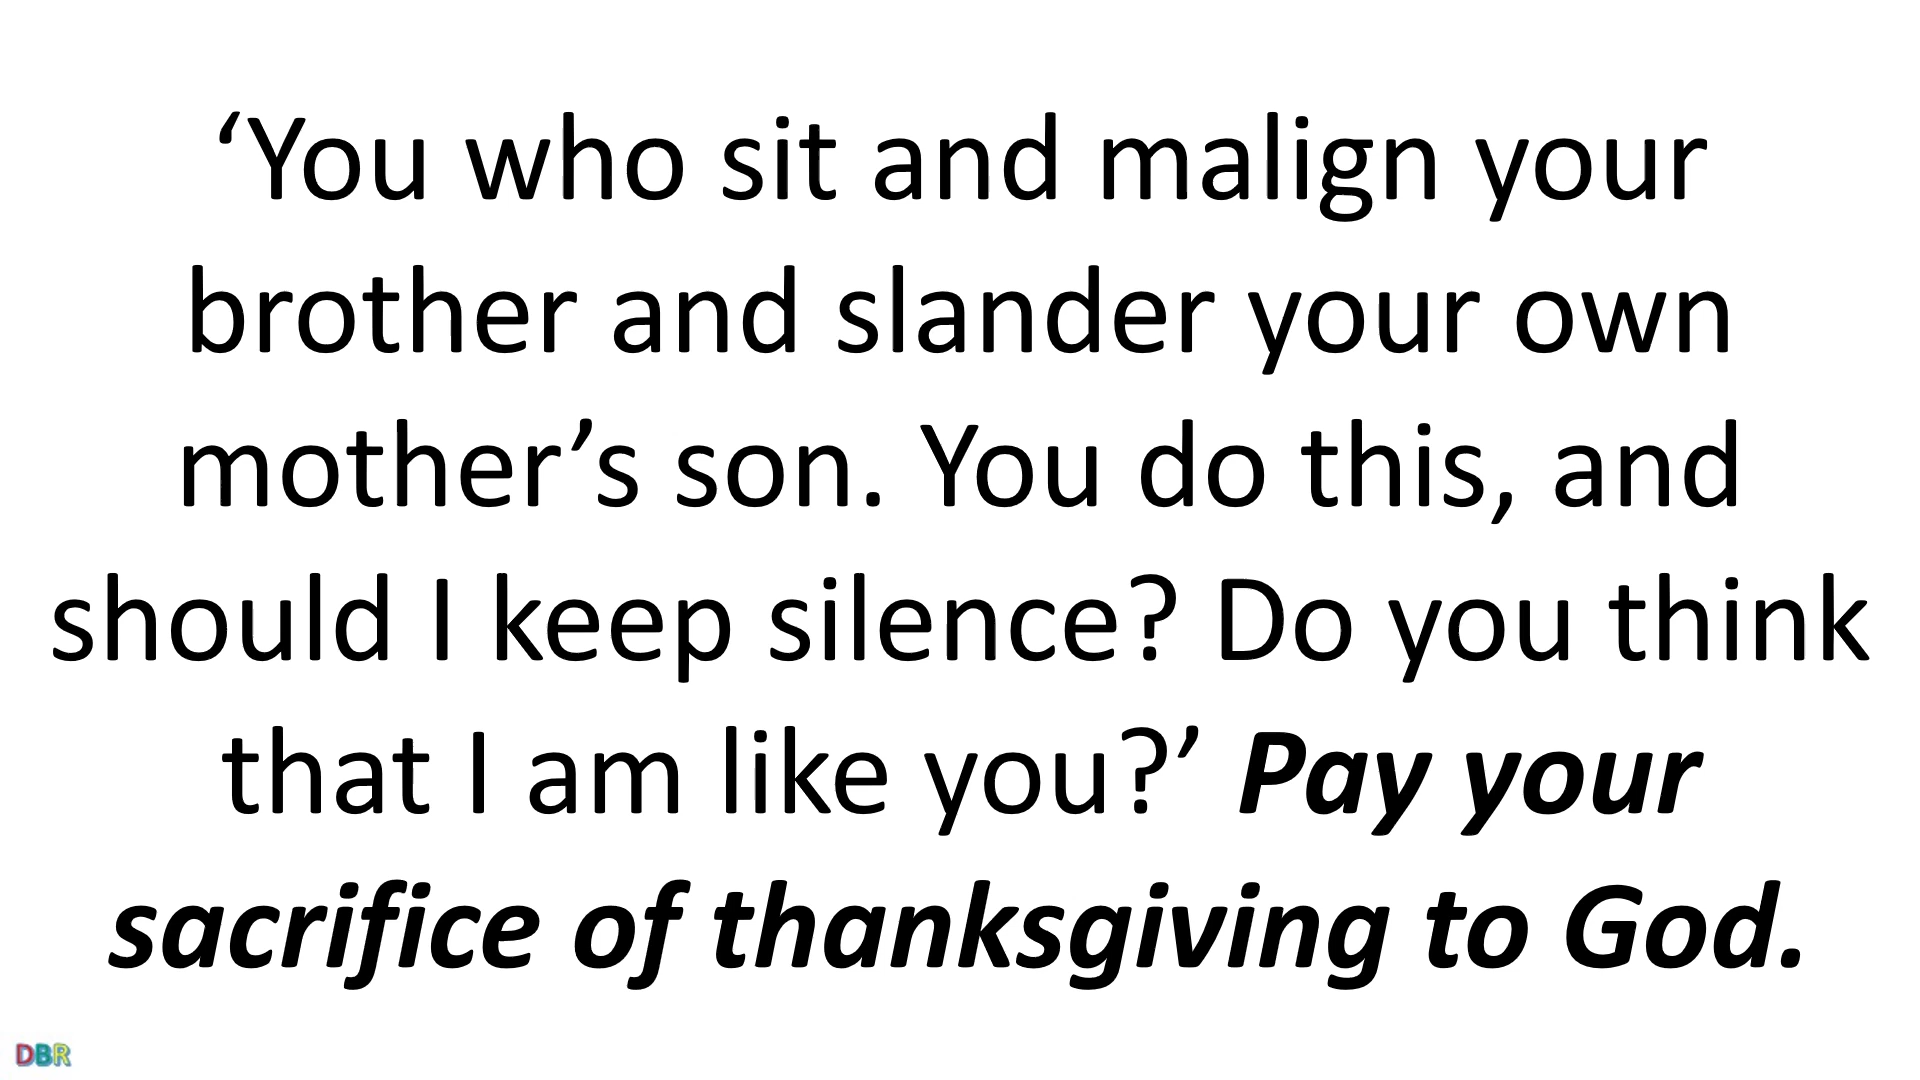 ‘You who sit and malign your
brother and slander your own
mother’s son. You do this, and
should I keep silence? Do you think
that I am like you?’ Pay your
sacrifice of thanksgiving to God.
DBR